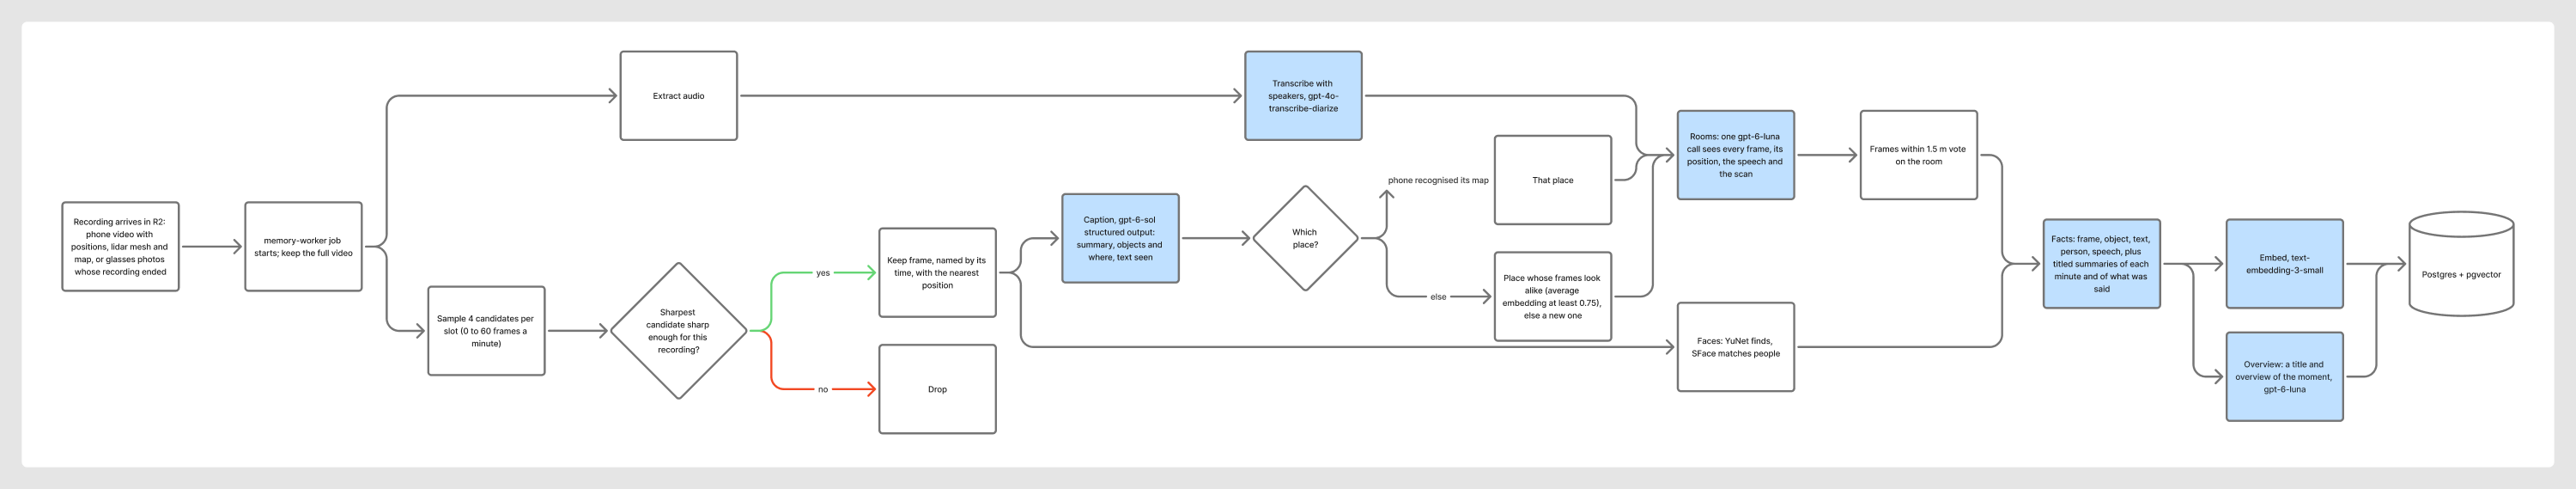 Recording arrives in R2:
phone video with
positions, lidar mesh and
map, or glasses photos
whose recording ended
memory-worker job
starts; keep the full video
Extract audio
Sample 4 candidates per
slot (0 to 60 frames a
minute)
Sharpest
candidate sharp
enough for this
recording?
yes
no
Keep frame, named by its
time, with the nearest
position
Drop
Transcribe with
speakers, gpt-4o-
transcribe-diarize
Caption, gpt-6-sol
structured output:
summary, objects and
where, text seen
Which
place?
phone recognised its map
else
That place
Place whose frames look
alike (average
embedding at least 0.75),
else a new one
Rooms: one gpt-6-luna
call sees every frame, its
position, the speech and
the scan
Faces: YuNet finds,
SFace matches people
Frames within 1.5 m vote
on the room
Facts: frame, object, text,
person, speech, plus
titled summaries of each
minute and of what was
said
Embed, text-
embedding-3-small
Overview: a title and
overview of the moment,
gpt-6-luna
Postgres + pgvector